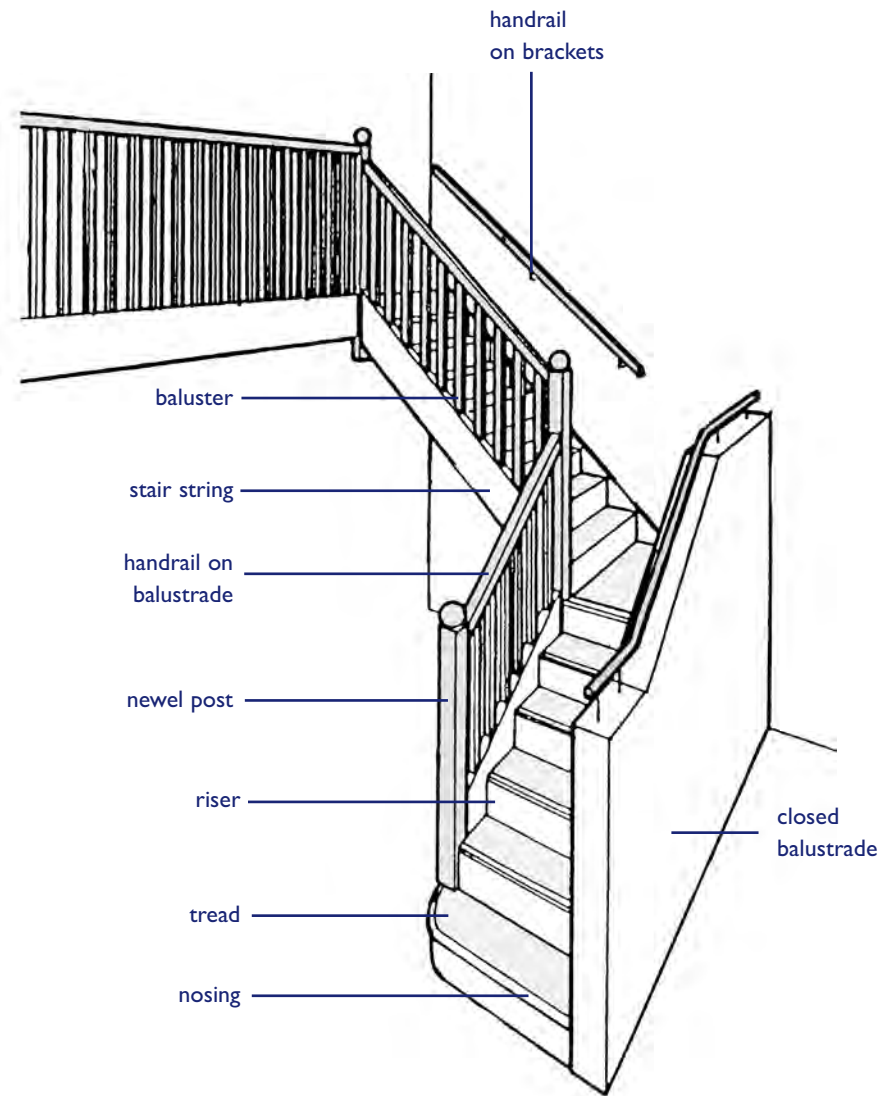 handrail
on brackets
baluster
stair string
handrail on
balustrade
newel post
riser
closed
balustrade
tread
nosing